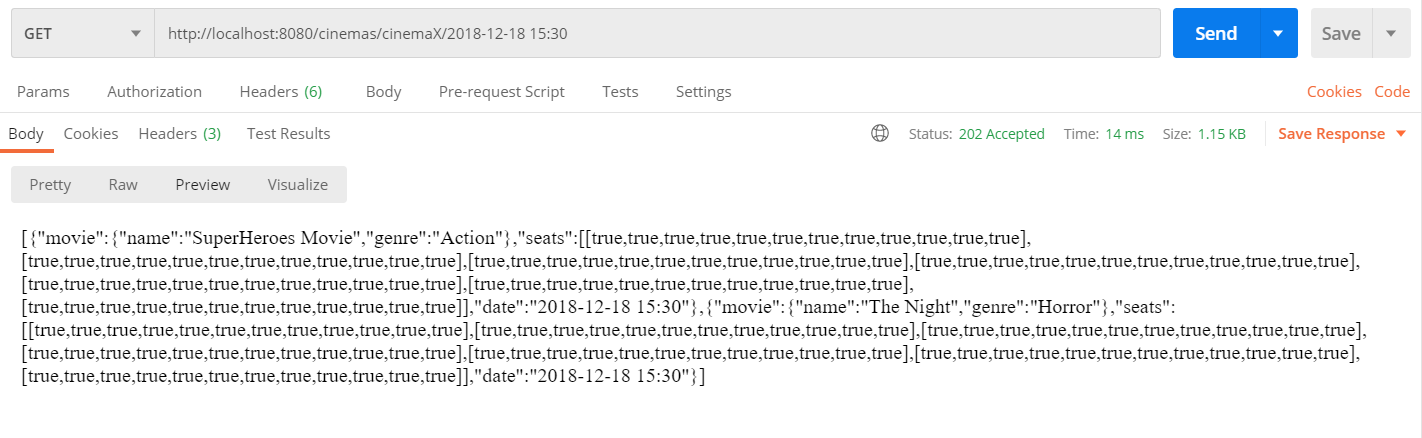 GET http://localhost:8080/cinemas/cinemaX/2018-12-18 15:30 Send Save
Params Authorization Headers (6) Body Pre-request Script Tests Settings Cookies Code
Body Cookies Headers (3) Test Results Status: 202 Accepted Time: 14 ms Size: 1.15 KB Save Response
Pretty Raw Preview Visualize
[{"movie":{"name":"SuperHeroes Movie","genre":"Action"},"seats":[[true,true,true,true,true,true,true,true,true,true,true,true],
[true,true,true,true,true,true,true,true,true,true,true,true],[true,true,true,true,true,true,true,true,true,true,true,true],[true,true,true,true,true,true,true,true,true,true,true,true],
[true,true,true,true,true,true,true,true,true,true,true,true],[true,true,true,true,true,true,true,true,true,true,true,true],
[true,true,true,true,true,true,true,true,true,true,true,true]],"date":"2018-12-18 15:30"},{"movie":{"name":"The Night","genre":"Horror"},"seats":
[[true,true,true,true,true,true,true,true,true,true,true,true],[true,true,true,true,true,true,true,true,true,true,true,true],[true,true,true,true,true,true,true,true,true,true,true,true],
[true,true,true,true,true,true,true,true,true,true,true,true],[true,true,true,true,true,true,true,true,true,true,true,true],[true,true,true,true,true,true,true,true,true,true,true,true],
[true,true,true,true,true,true,true,true,true,true,true,true]],"date":"2018-12-18 15:30"}]